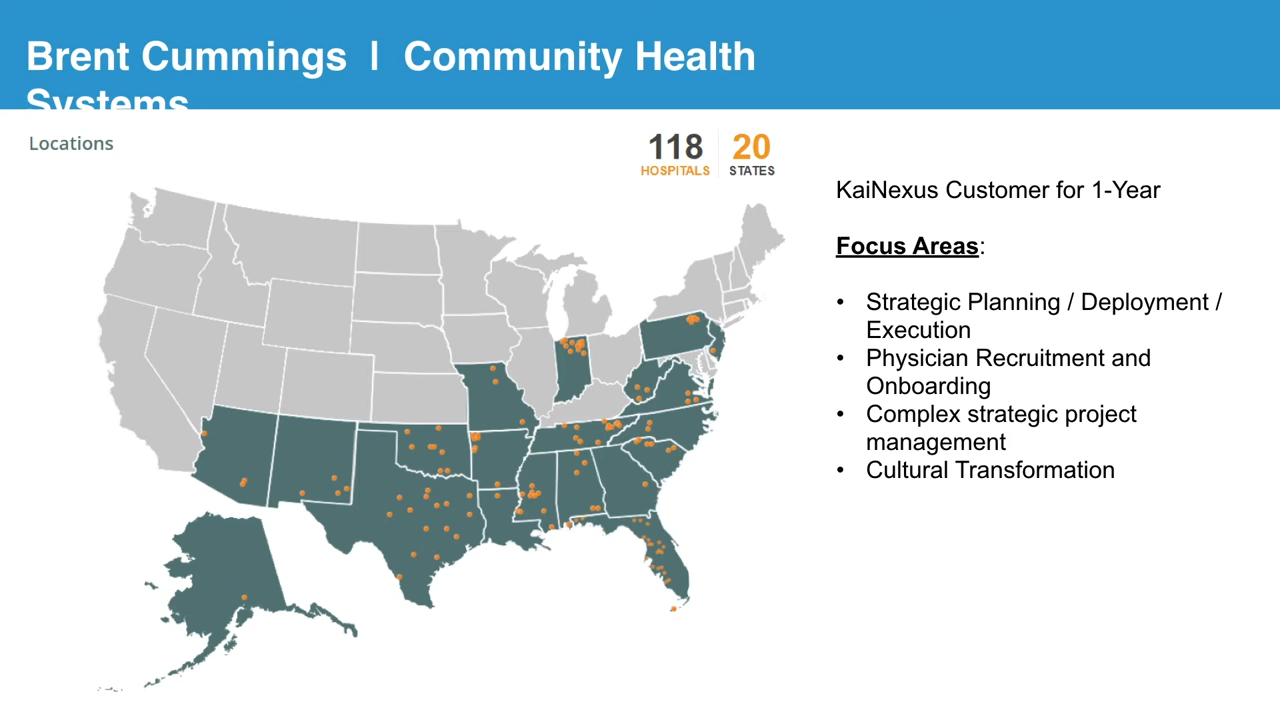 Brent Cummings | Community Health
Systems
Locations
118
HOSPITALS
20
STATES
KaiNexus Customer for 1-Year
Focus Areas:
• Strategic Planning / Deployment /
Execution
• Physician Recruitment and
Onboarding
• Complex strategic project
management
• Cultural Transformation